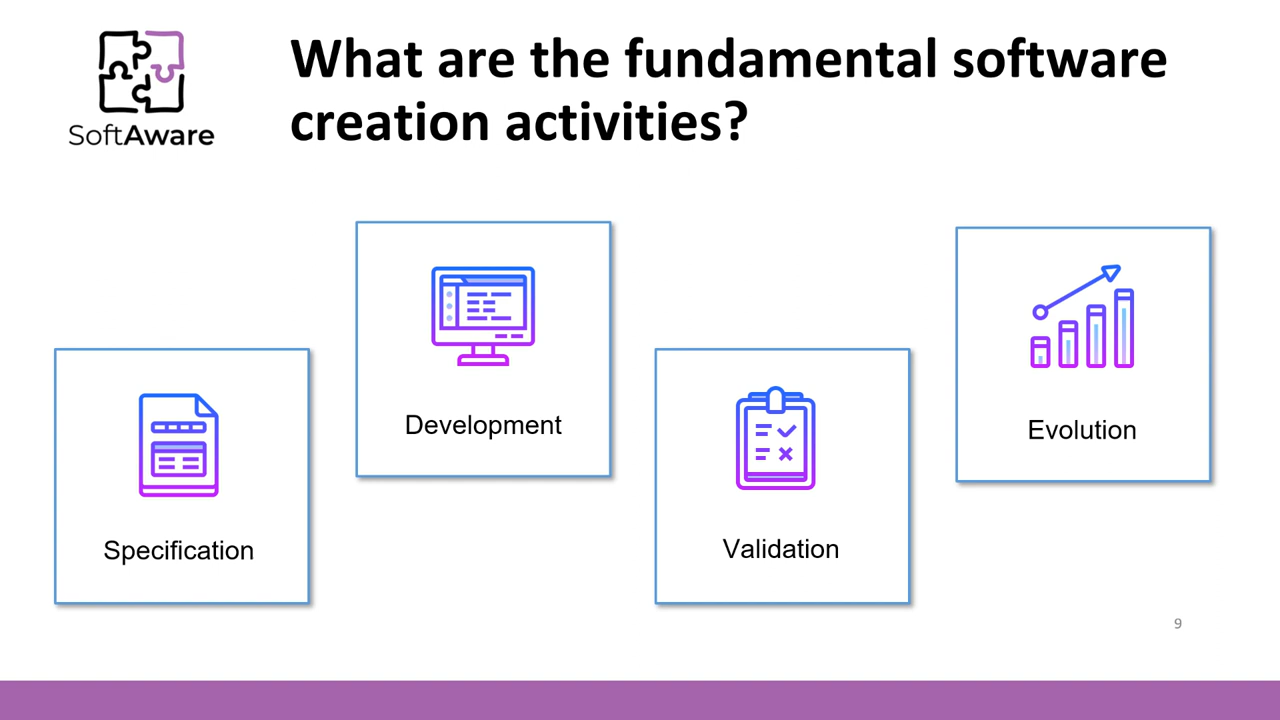 SoftAware
What are the fundamental software
creation activities?
Specification
Development
Validation
Evolution
9